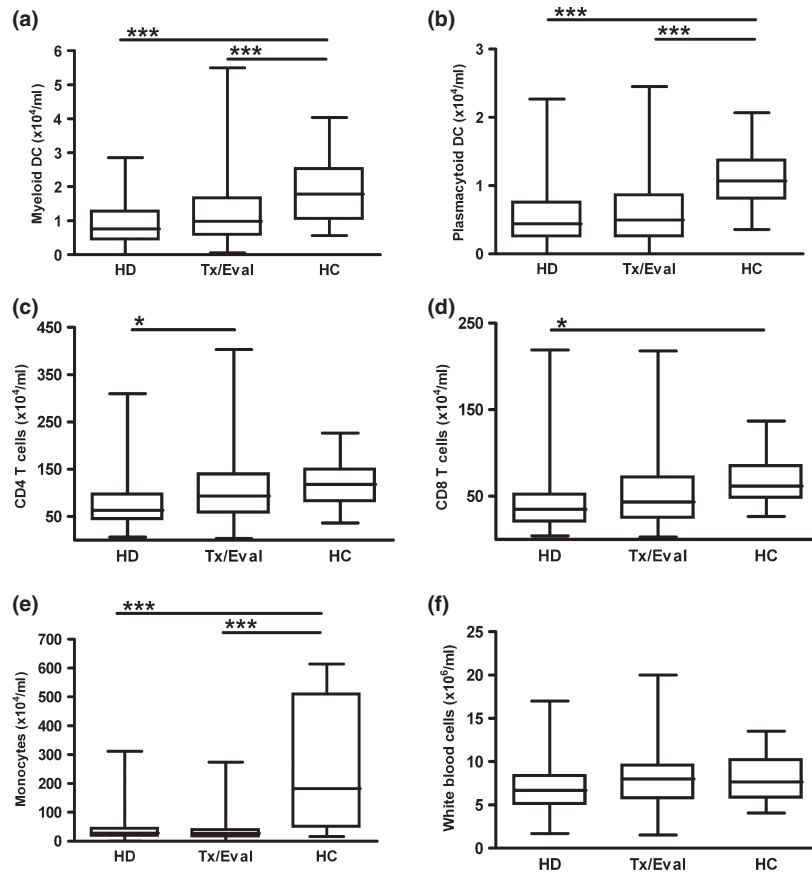 (a)
***
***
6
5
4
3
2
1
0
Myeloid DC (x10⁴/ml)
HD Tx/Eval HC
(b)
***
***
3
2
1
0
Plasmacytoid DC (x10⁴/ml)
HD Tx/Eval HC
(c)
*
450
350
250
150
50
CD4 T cells (x10⁴/ml)
HD Tx/Eval HC
(d)
*
250
150
50
CD8 T cells (x10⁴/ml)
HD Tx/Eval HC
(e)
***
***
700
600
500
400
300
200
100
0
Monocytes (x10⁴/ml)
HD Tx/Eval HC
(f)
25
20
15
10
5
0
White blood cells (x10⁶/ml)
HD Tx/Eval HC